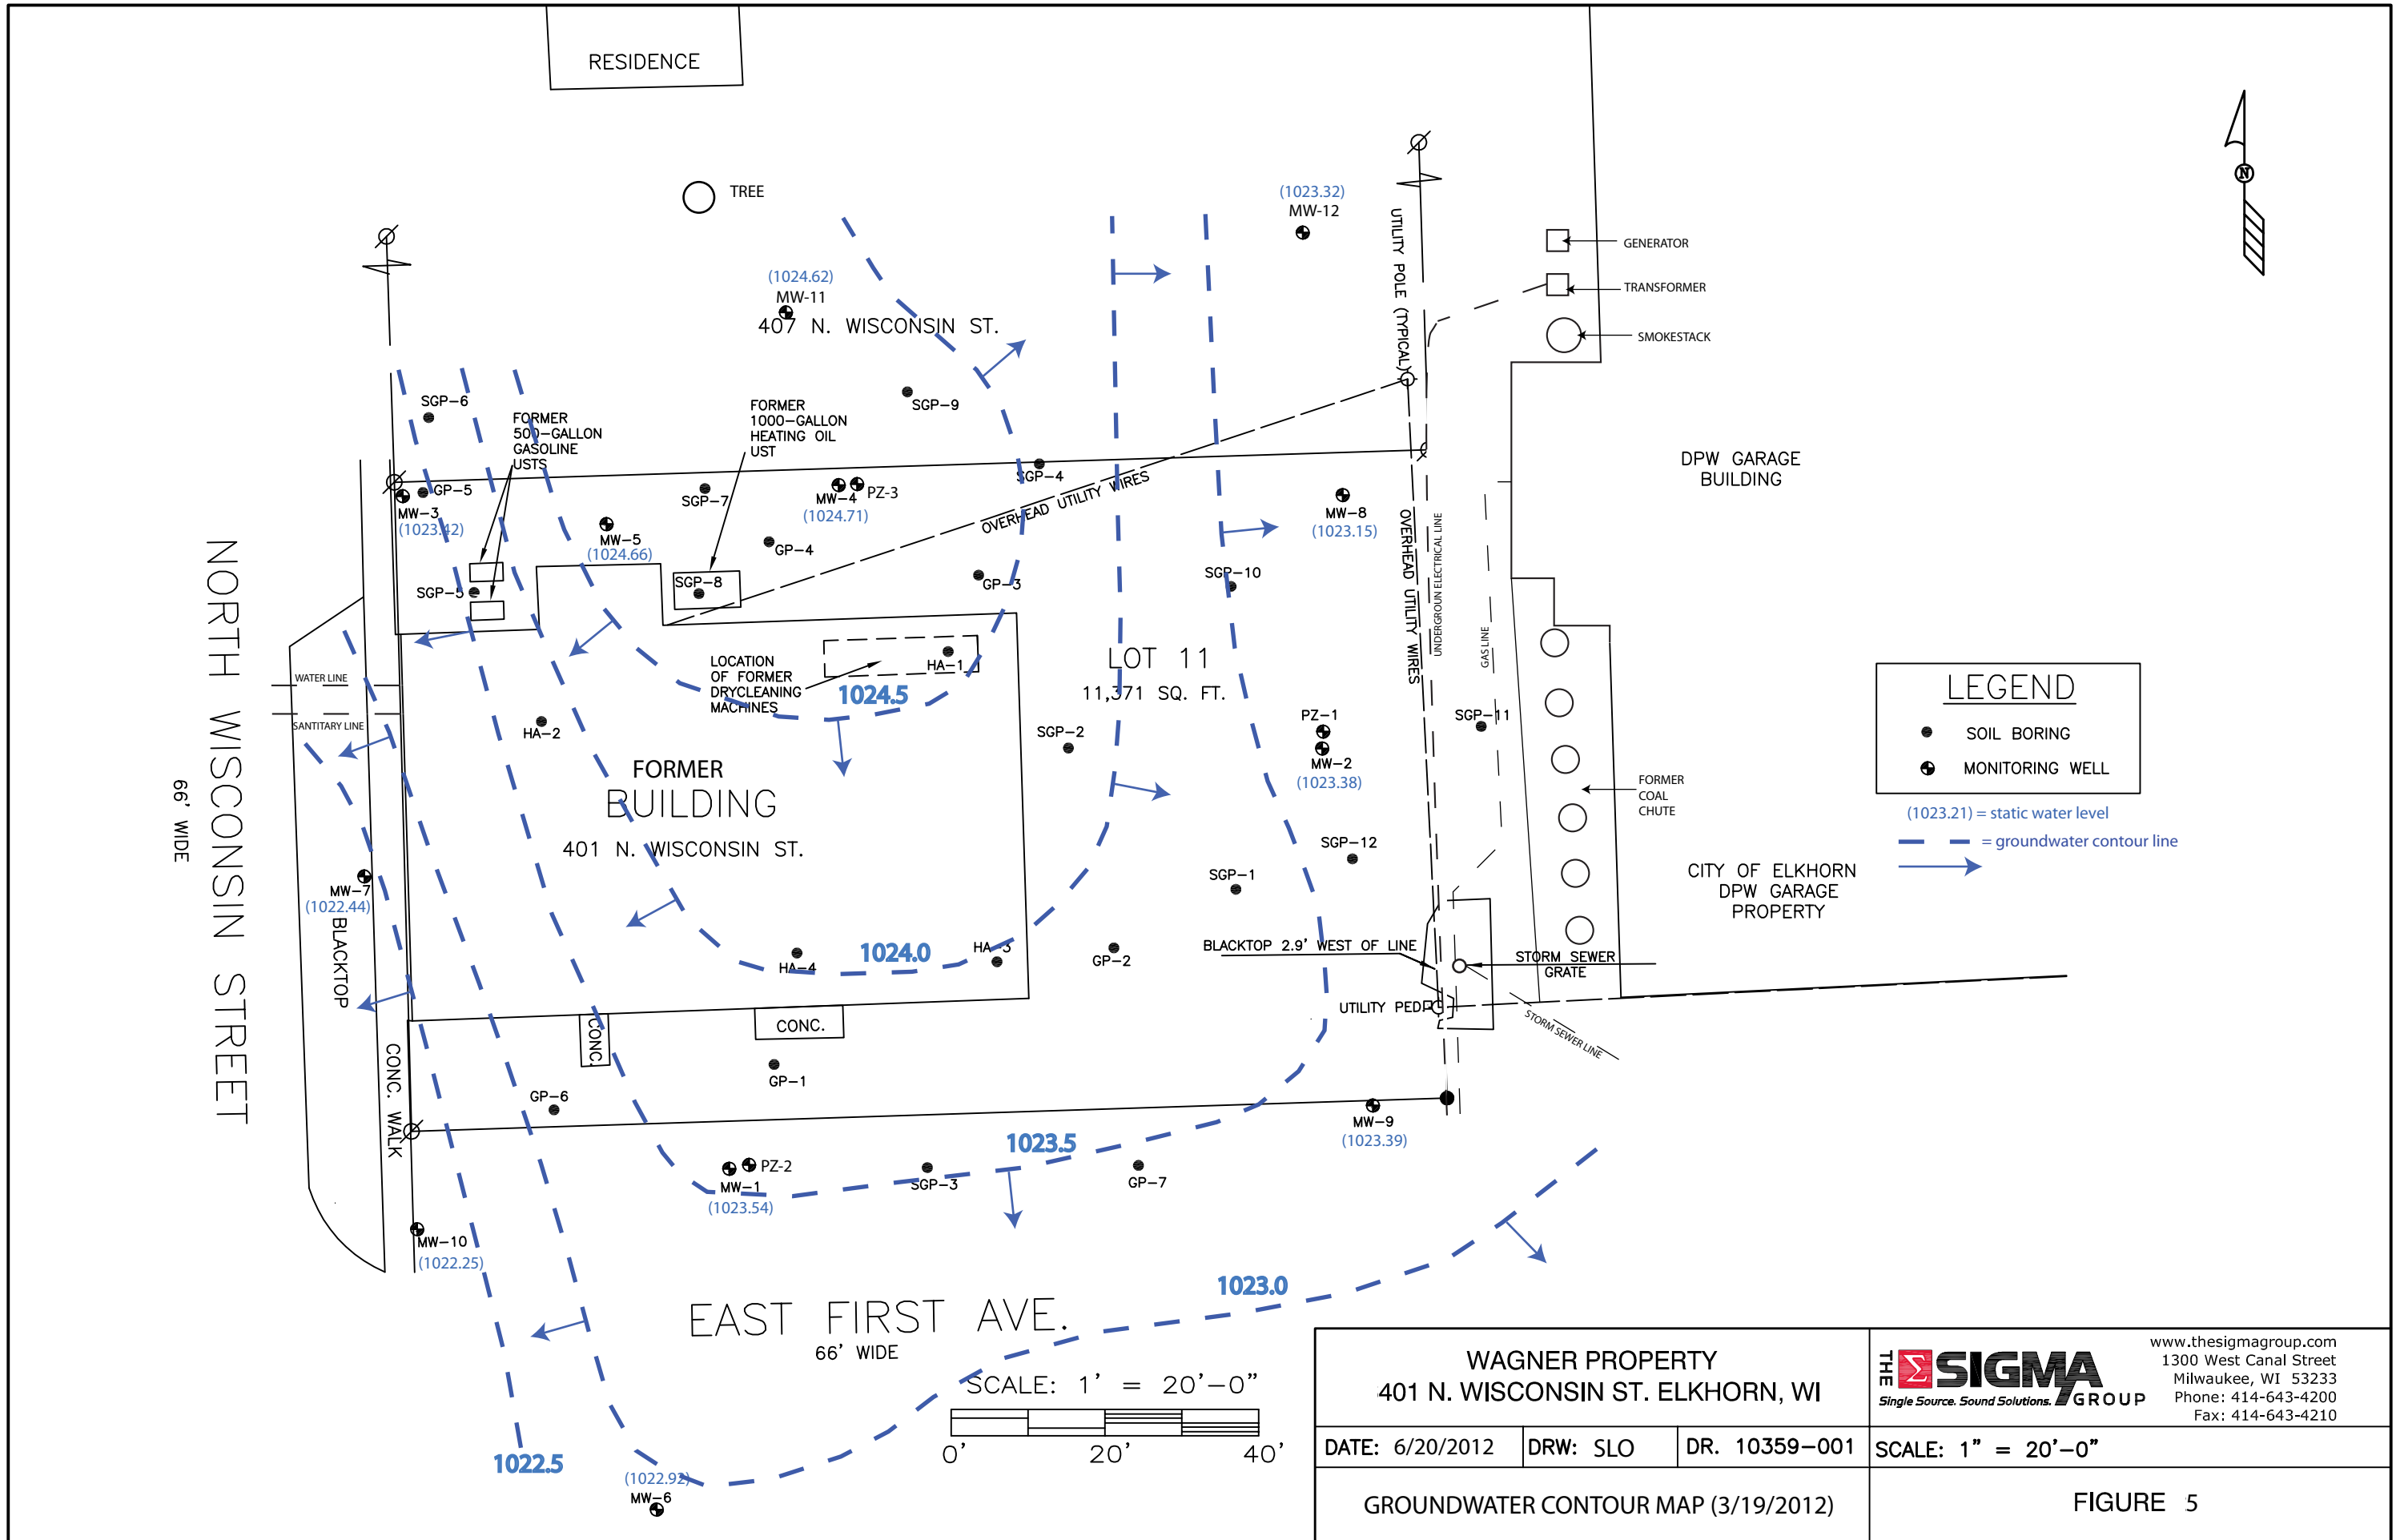 RESIDENCE
TREE
(1023.32)
MW-12
N
GENERATOR
TRANSFORMER
SMOKESTACK
UTILITY POLE (TYPICAL)
(1024.62)
MW-11
407 N. WISCONSIN ST.
SGP-6
FORMER
500-GALLON
GASOLINE
USTS
FORMER
1000-GALLON
HEATING OIL
UST
SGP-9
SGP-4
OVERHEAD UTILITY WIRES
GP-5
MW-3
(1023.42)
SGP-7
MW-4
PZ-3
(1024.71)
MW-5
(1024.66)
GP-4
MW-8
(1023.15)
DPW GARAGE
BUILDING
OVERHEAD UTILITY WIRES
UNDERGROUN ELECTRICAL LINE
GAS LINE
SGP-5
SGP-8
GP-3
SGP-10
NORTH WISCONSIN STREET
66' WIDE
WATER LINE
SANTITARY LINE
LOCATION
OF FORMER
DRYCLEANING
MACHINES
HA-1
1024.5
LOT 11
11,371 SQ. FT.
HA-2
SGP-2
PZ-1
MW-2
(1023.38)
SGP-11
LEGEND
SOIL BORING
MONITORING WELL
(1023.21) = static water level
= groundwater contour line
FORMER
BUILDING
401 N. WISCONSIN ST.
FORMER
COAL
CHUTE
SGP-12
SGP-1
CITY OF ELKHORN
DPW GARAGE
PROPERTY
MW-7
(1022.44)
BLACKTOP
HA-4
1024.0
HA-3
GP-2
BLACKTOP 2.9' WEST OF LINE
STORM SEWER
GRATE
UTILITY PED.
STORM SEWER LINE
CONC.
CONC.
CONC. WALK
GP-1
GP-6
MW-9
(1023.39)
1023.5
PZ-2
MW-1
(1023.54)
SGP-3
GP-7
MW-10
(1022.25)
1023.0
EAST FIRST AVE.
66' WIDE
SCALE: 1' = 20'-0"
0' 20' 40'
1022.5
(1022.92)
MW-6
WAGNER PROPERTY
401 N. WISCONSIN ST. ELKHORN, WI
THE Σ SIGMA GROUP
Single Source. Sound Solutions.
www.thesigmagroup.com
1300 West Canal Street
Milwaukee, WI 53233
Phone: 414-643-4200
Fax: 414-643-4210
DATE: 6/20/2012 DRW: SLO DR. 10359-001 SCALE: 1" = 20'-0"
GROUNDWATER CONTOUR MAP (3/19/2012)
FIGURE 5